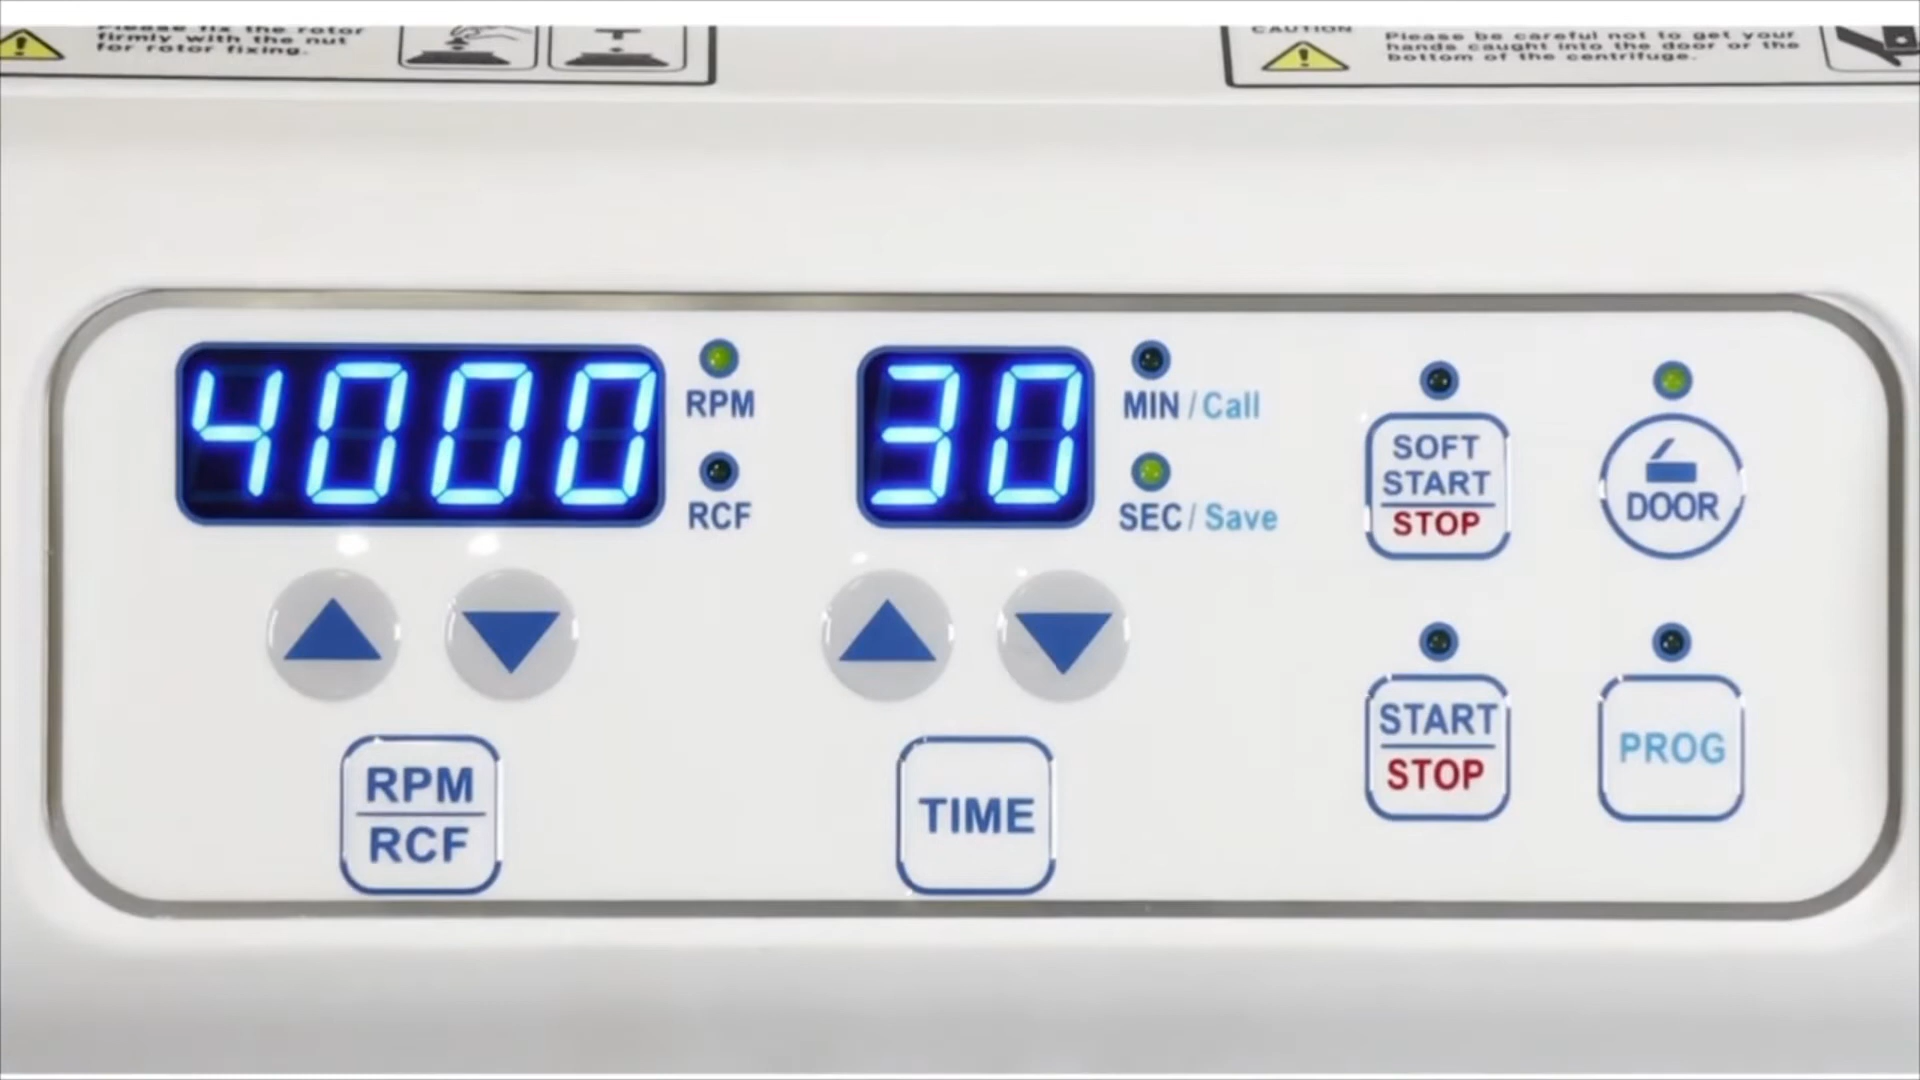 Please fix the rotor
firmly with the nut
for rotor fixing.
CAUTION
Please be careful not to get your
hands caught into the door or the
bottom of the centrifuge.
4000
RPM
RCF
30
MIN / Call
SEC / Save
SOFT
START
STOP
DOOR
START
STOP
PROG
RPM
RCF
TIME